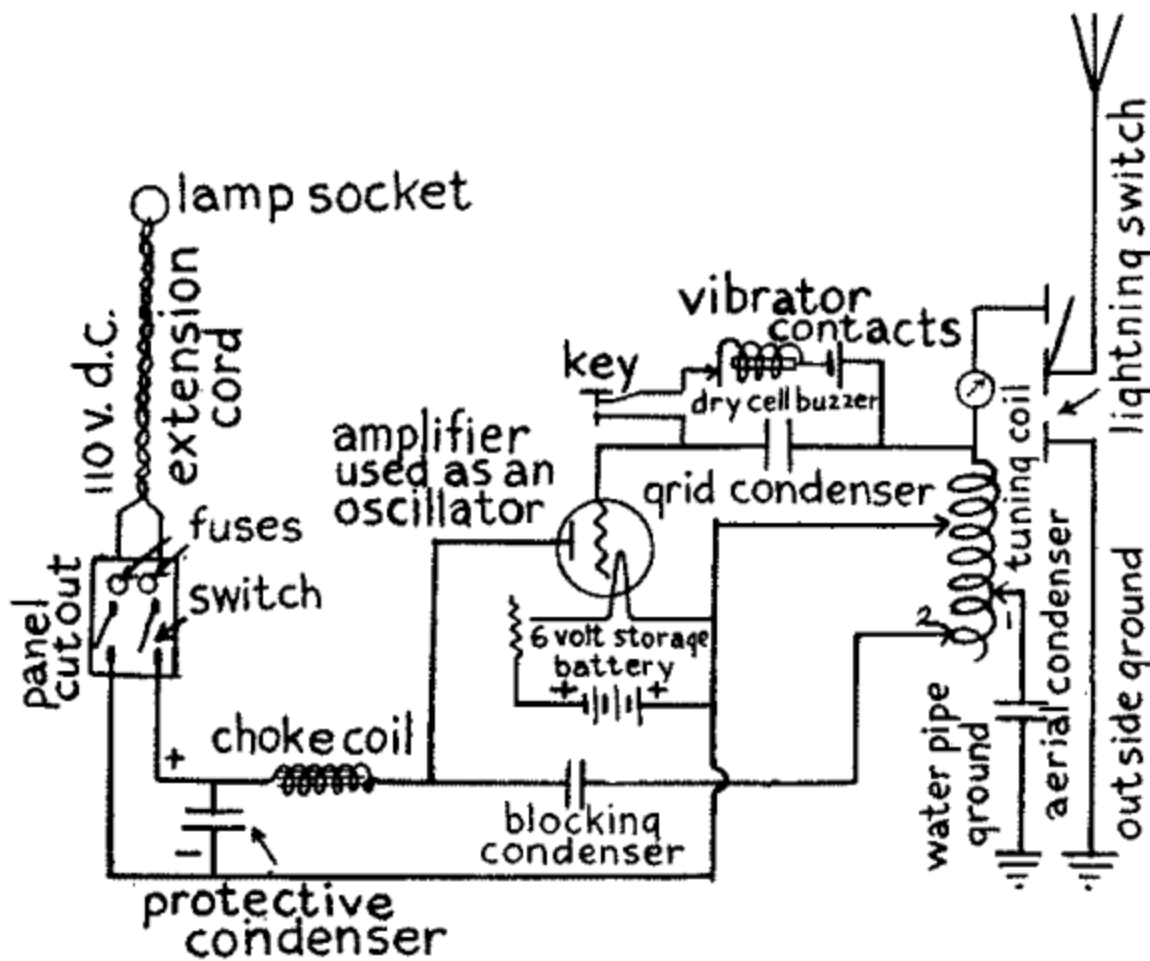 lamp socket
110 v. d.c.
extension
cord
fuses
switch
panel
cutout
choke coil
+
−
protective
condenser
amplifier
used as an
oscillator
key
vibrator
contacts
dry cell buzzer
grid condenser
6 volt storage
battery
+ +
blocking
condenser
tuning coil
2
1
water pipe
ground
aerial condenser
lightning switch
outside ground